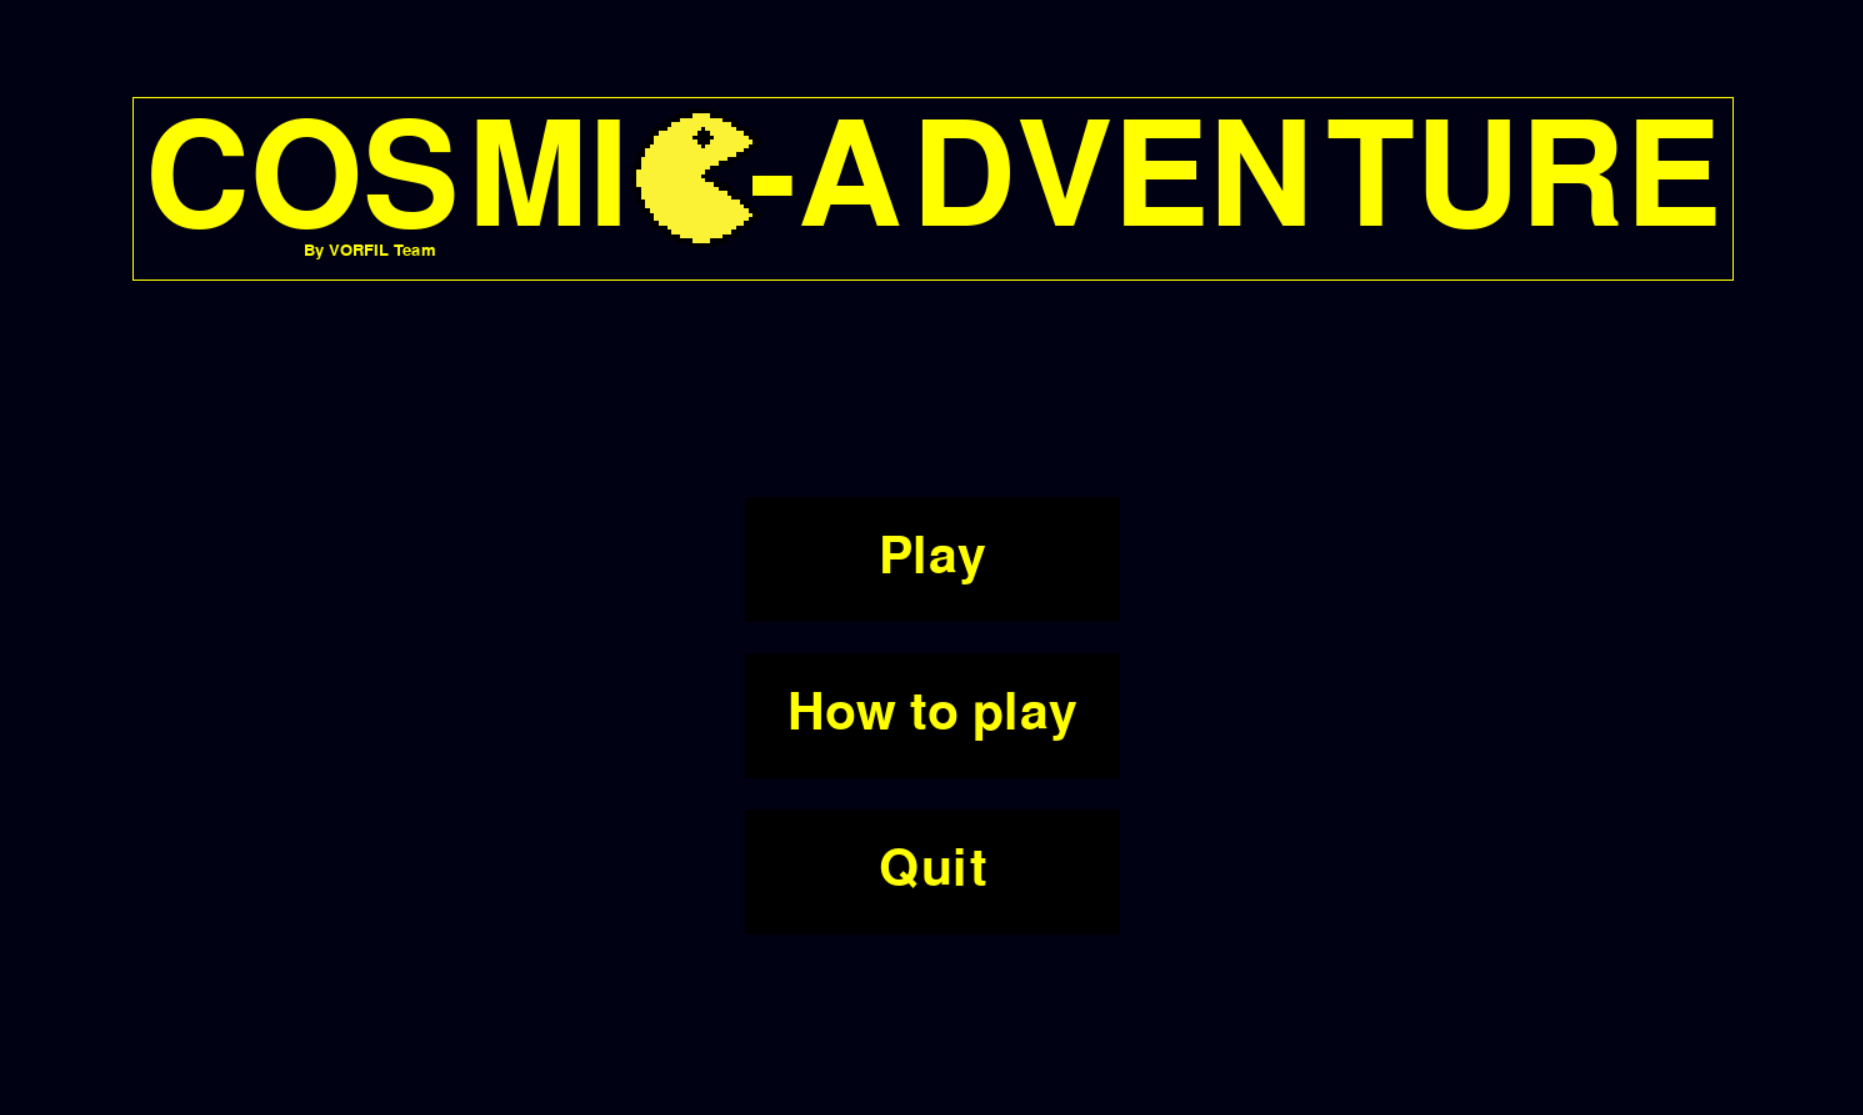 COSMIC-ADVENTURE
By VORFIL Team
Play
How to play
Quit